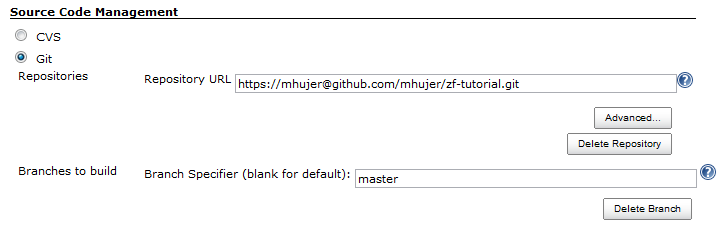 Source Code Management
CVS
Git
Repositories
Repository URL https://mhujer@github.com/mhujer/zf-tutorial.git
Advanced...
Delete Repository
Branches to build
Branch Specifier (blank for default): master
Delete Branch